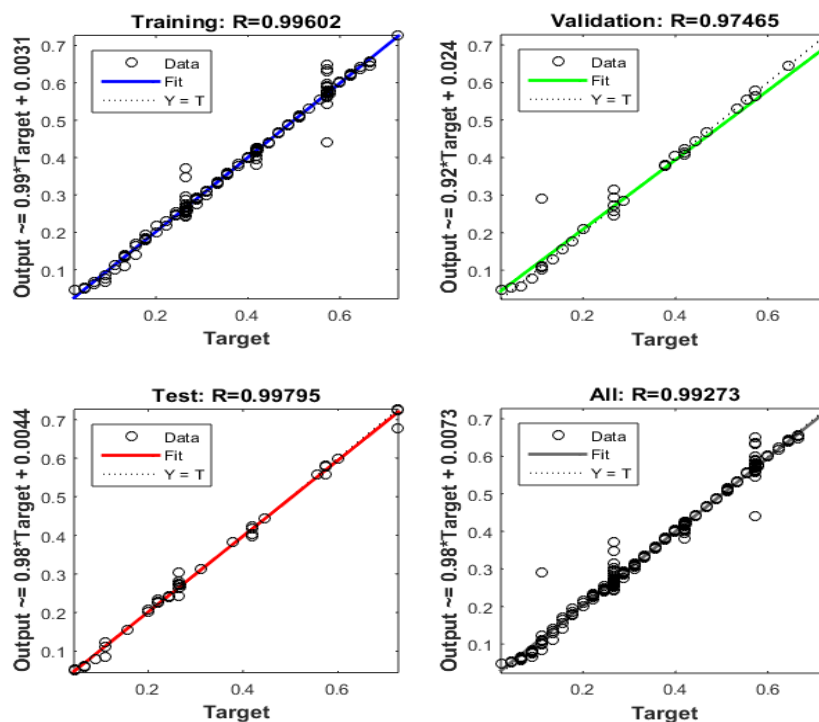 Training: R=0.99602
Output ~= 0.99*Target + 0.0031
0.7
0.6
0.5
0.4
0.3
0.2
0.1
Data
Fit
Y = T
0.2
0.4
0.6
Target
Validation: R=0.97465
Output ~= 0.92*Target + 0.024
0.7
0.6
0.5
0.4
0.3
0.2
0.1
Data
Fit
Y = T
0.2
0.4
0.6
Target
Test: R=0.99795
Output ~= 0.98*Target + 0.0044
0.7
0.6
0.5
0.4
0.3
0.2
0.1
Data
Fit
Y = T
0.2
0.4
0.6
Target
All: R=0.99273
Output ~= 0.98*Target + 0.0073
0.7
0.6
0.5
0.4
0.3
0.2
0.1
Data
Fit
Y = T
0.2
0.4
0.6
Target